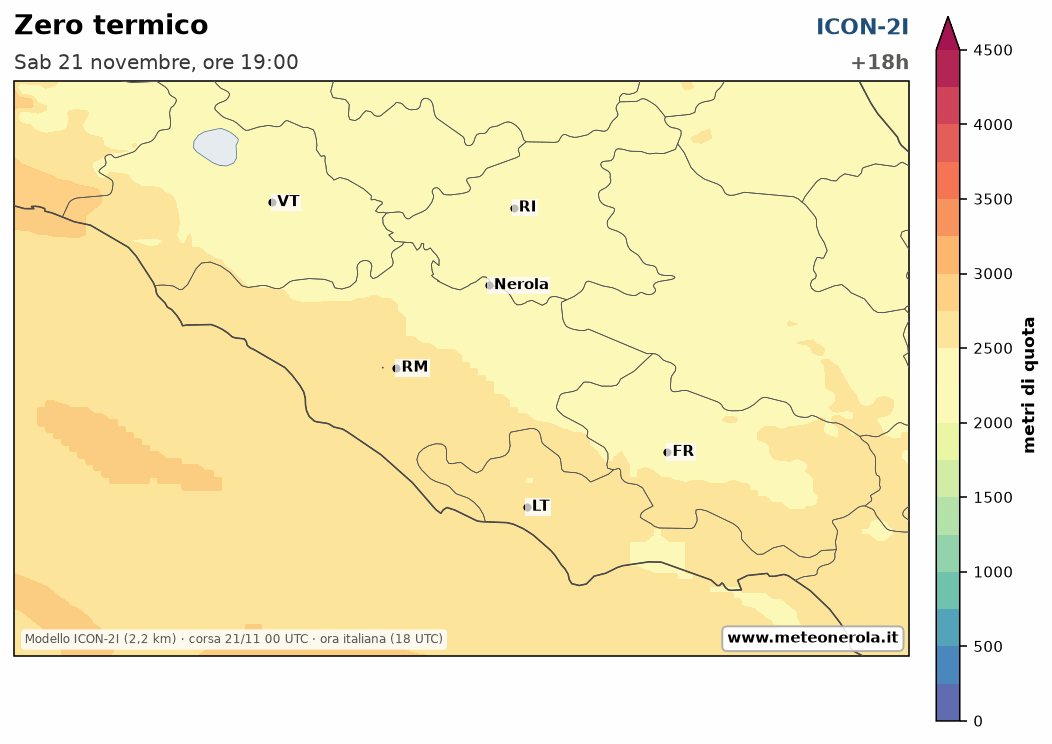 Zero termico
ICON-2I
Sab 21 novembre, ore 19:00
+18h
VT
RI
Nerola
RM
FR
LT
Modello ICON-2I (2,2 km) · corsa 21/11 00 UTC · ora italiana (18 UTC)
www.meteonerola.it
4500
4000
3500
3000
2500
2000
1500
1000
500
0
metri di quota